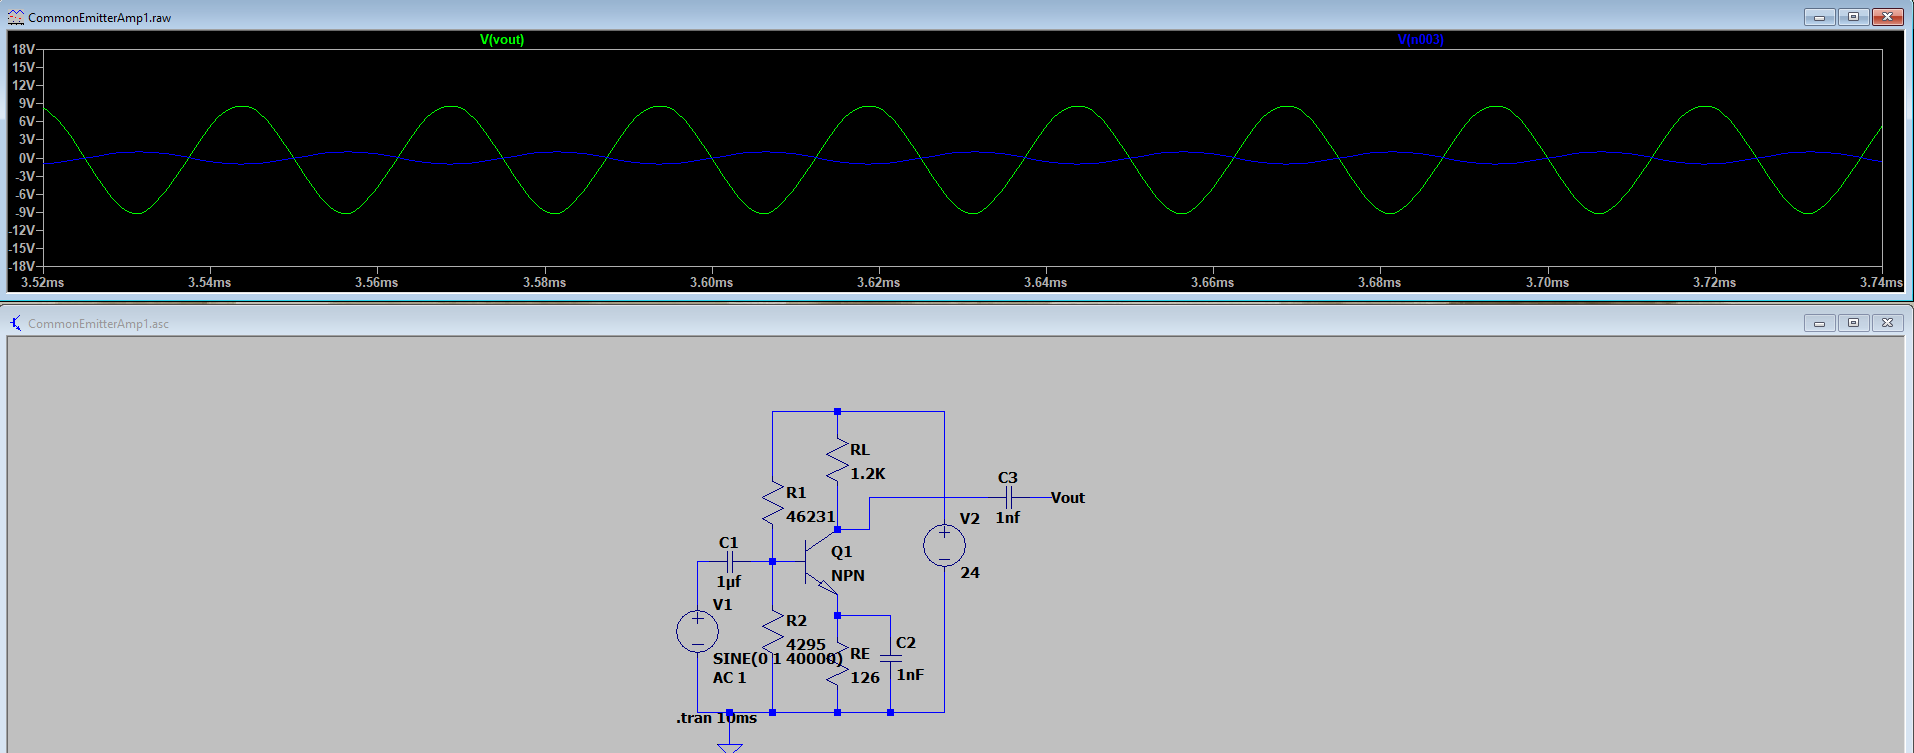 CommonEmitterAmp1.raw
V(vout) V(n003)
18V
15V
12V
9V
6V
3V
0V
-3V
-6V
-9V
-12V
-15V
-18V
3.52ms 3.54ms 3.56ms 3.58ms 3.60ms 3.62ms 3.64ms 3.66ms 3.68ms 3.70ms 3.72ms 3.74ms
CommonEmitterAmp1.asc
RL
1.2K
C3
1nf
Vout
R1
46231
V2
24
C1
1µf
Q1
NPN
V1
SINE(0 1 40000)
AC 1
R2
4295
RE
126
C2
1nF
.tran 10ms